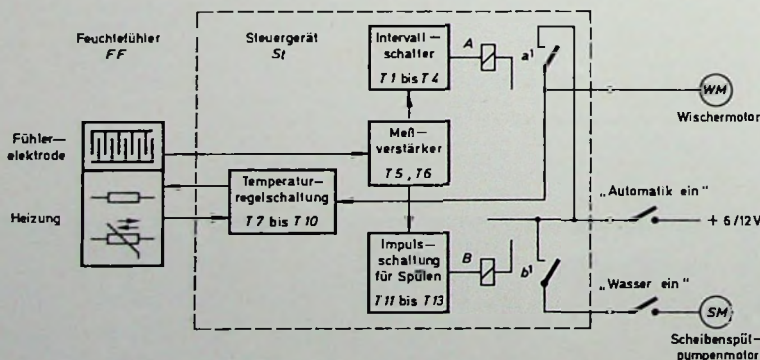 Feuchtefühler
FF
Steuergerät
St
Intervall-
schalter
T1 bis T4
A
a¹
WM
Wischermotor
Fühler-
elektrode
Meß-
verstärker
T5, T6
Temperatur-
regelschaltung
T7 bis T10
Heizung
„Automatik ein"
+ 6/12V
Impuls-
schaltung
für Spülen
T11 bis T13
B
b¹
„Wasser ein"
SM
Scheibenspül-
pumpenmotor